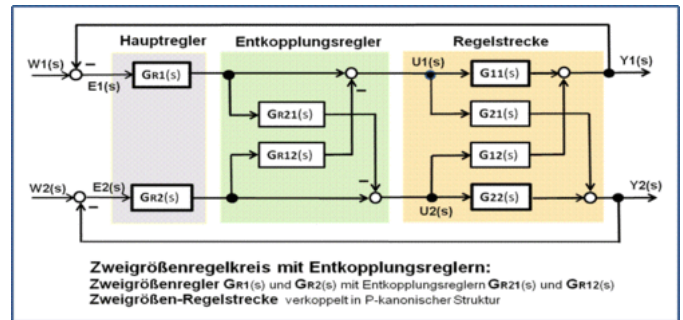 Hauptregler Entkopplungsregler Regelstrecke
W1(s) − E1(s) GR1(s) − U1(s) G11(s) Y1(s)
GR21(s) G21(s)
GR12(s) G12(s)
W2(s) − E2(s) GR2(s) − U2(s) G22(s) Y2(s)
Zweigrößenregelkreis mit Entkopplungsreglern:
Zweigrößenregler GR1(s) und GR2(s) mit Entkopplungsreglern GR21(s) und GR12(s)
Zweigrößen-Regelstrecke verkoppelt in P-kanonischer Struktur